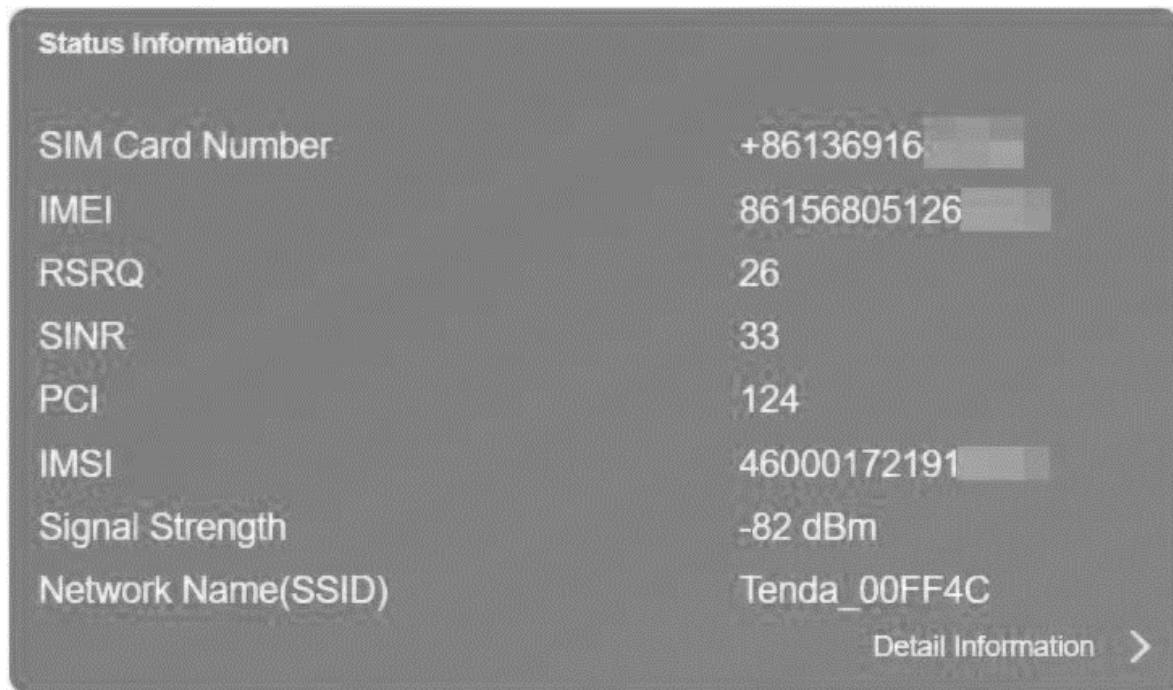 Status Information
SIM Card Number +86136916
IMEI 86156805126
RSRQ 26
SINR 33
PCI 124
IMSI 46000172191
Signal Strength -82 dBm
Network Name(SSID) Tenda_00FF4C
Detail Information